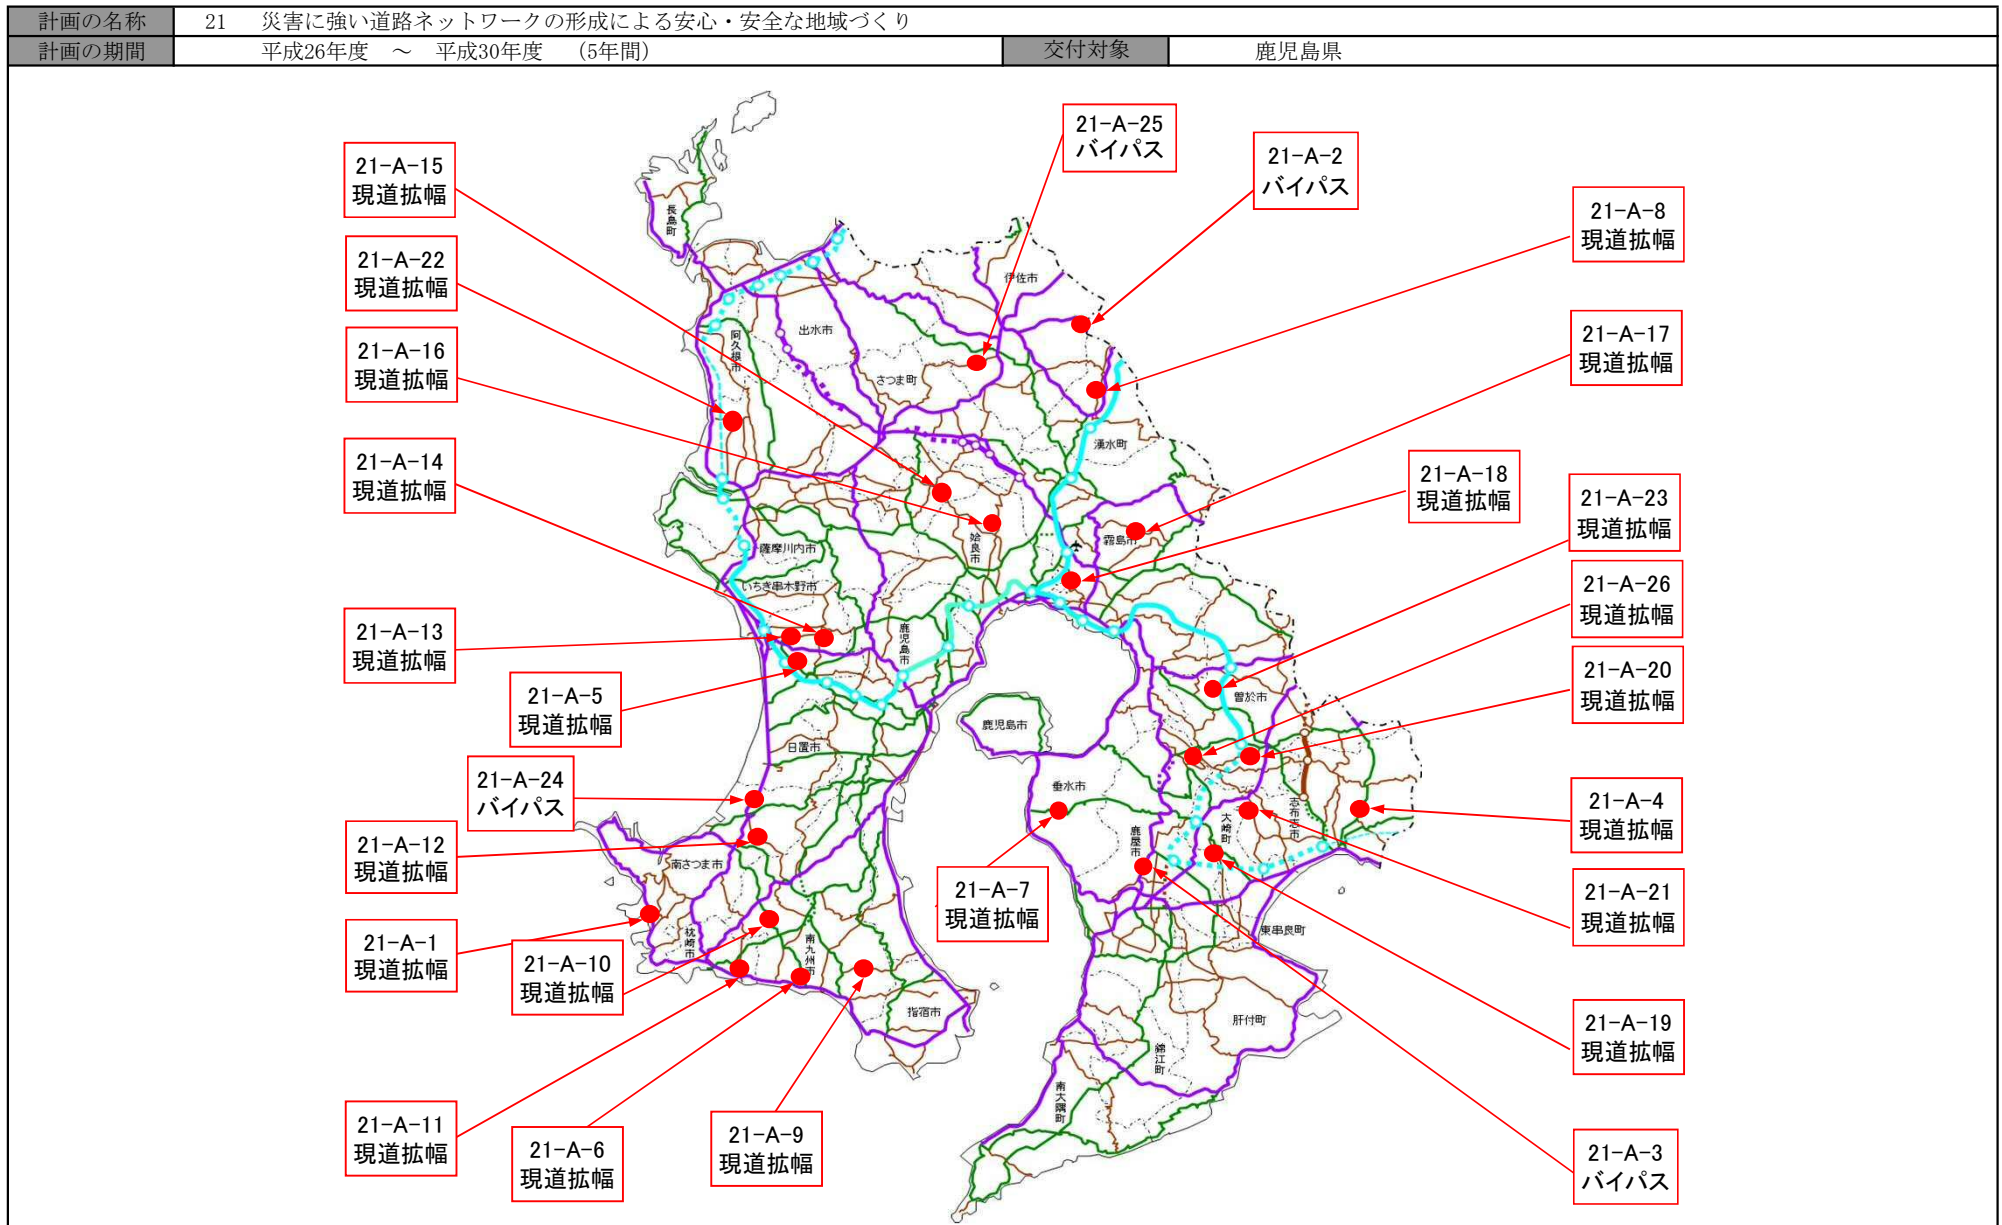 計画の名称 21 災害に強い道路ネットワークの形成による安心・安全な地域づくり
計画の期間 平成26年度 ～ 平成30年度 (5年間) 交付対象 鹿児島県
21-A-25
バイパス
21-A-2
バイパス
21-A-15
現道拡幅
21-A-8
現道拡幅
21-A-22
現道拡幅
21-A-16
現道拡幅
21-A-17
現道拡幅
21-A-14
現道拡幅
21-A-18
現道拡幅
21-A-23
現道拡幅
21-A-26
現道拡幅
21-A-13
現道拡幅
21-A-5
現道拡幅
21-A-20
現道拡幅
21-A-24
バイパス
21-A-4
現道拡幅
21-A-12
現道拡幅
21-A-7
現道拡幅
21-A-21
現道拡幅
21-A-1
現道拡幅
21-A-10
現道拡幅
21-A-19
現道拡幅
21-A-11
現道拡幅
21-A-6
現道拡幅
21-A-9
現道拡幅
21-A-3
バイパス
長島町
伊佐市
出水市
阿久根市
さつま町
湧水町
霧島市
姶良市
薩摩川内市
いちき串木野市
鹿児島市
曽於市
鹿児島市
日置市
垂水市
志布志市
大崎町
鹿屋市
南さつま市
枕崎市
南九州市
東串良町
指宿市
肝付町
錦江町
南大隅町